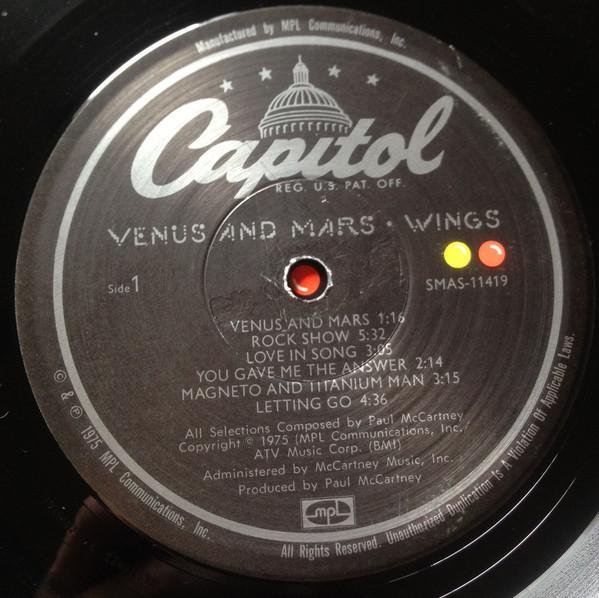 Manufactured by MPL Communications, Inc.
Capitol
REG. U.S. PAT. OFF.
VENUS AND MARS • WINGS
Side 1
SMAS-11419
VENUS AND MARS 1:16
ROCK SHOW 5:32
LOVE IN SONG 3:05
YOU GAVE ME THE ANSWER 2:14
MAGNETO AND TITANIUM MAN 3:15
LETTING GO 4:36
All Selections Composed by Paul McCartney
Copyright © 1975 (MPL Communications, Inc.
ATV Music Corp. (BMI)
Administered by McCartney Music, Inc.
Produced by Paul McCartney
mpl
© & ℗ 1975 MPL Communications, Inc.
All Rights Reserved. Unauthorized Duplication Is A Violation Of Applicable Laws.